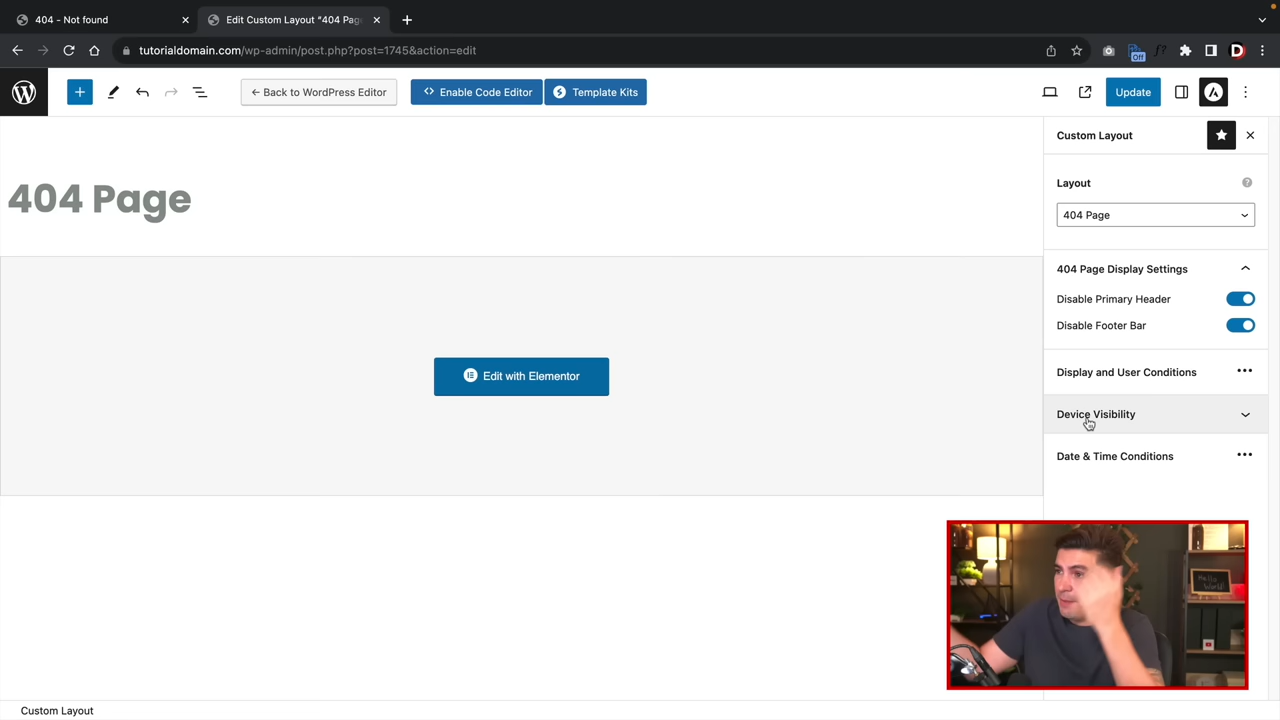 404 - Not found
Edit Custom Layout "404 Pag
tutorialdomain.com/wp-admin/post.php?post=1745&action=edit
Off
f?
D
← Back to WordPress Editor
Enable Code Editor
Template Kits
Update
Custom Layout
404 Page
Layout
404 Page
404 Page Display Settings
Disable Primary Header
Disable Footer Bar
Edit with Elementor
Display and User Conditions
Device Visibility
Date & Time Conditions
Hello
World!
Custom Layout